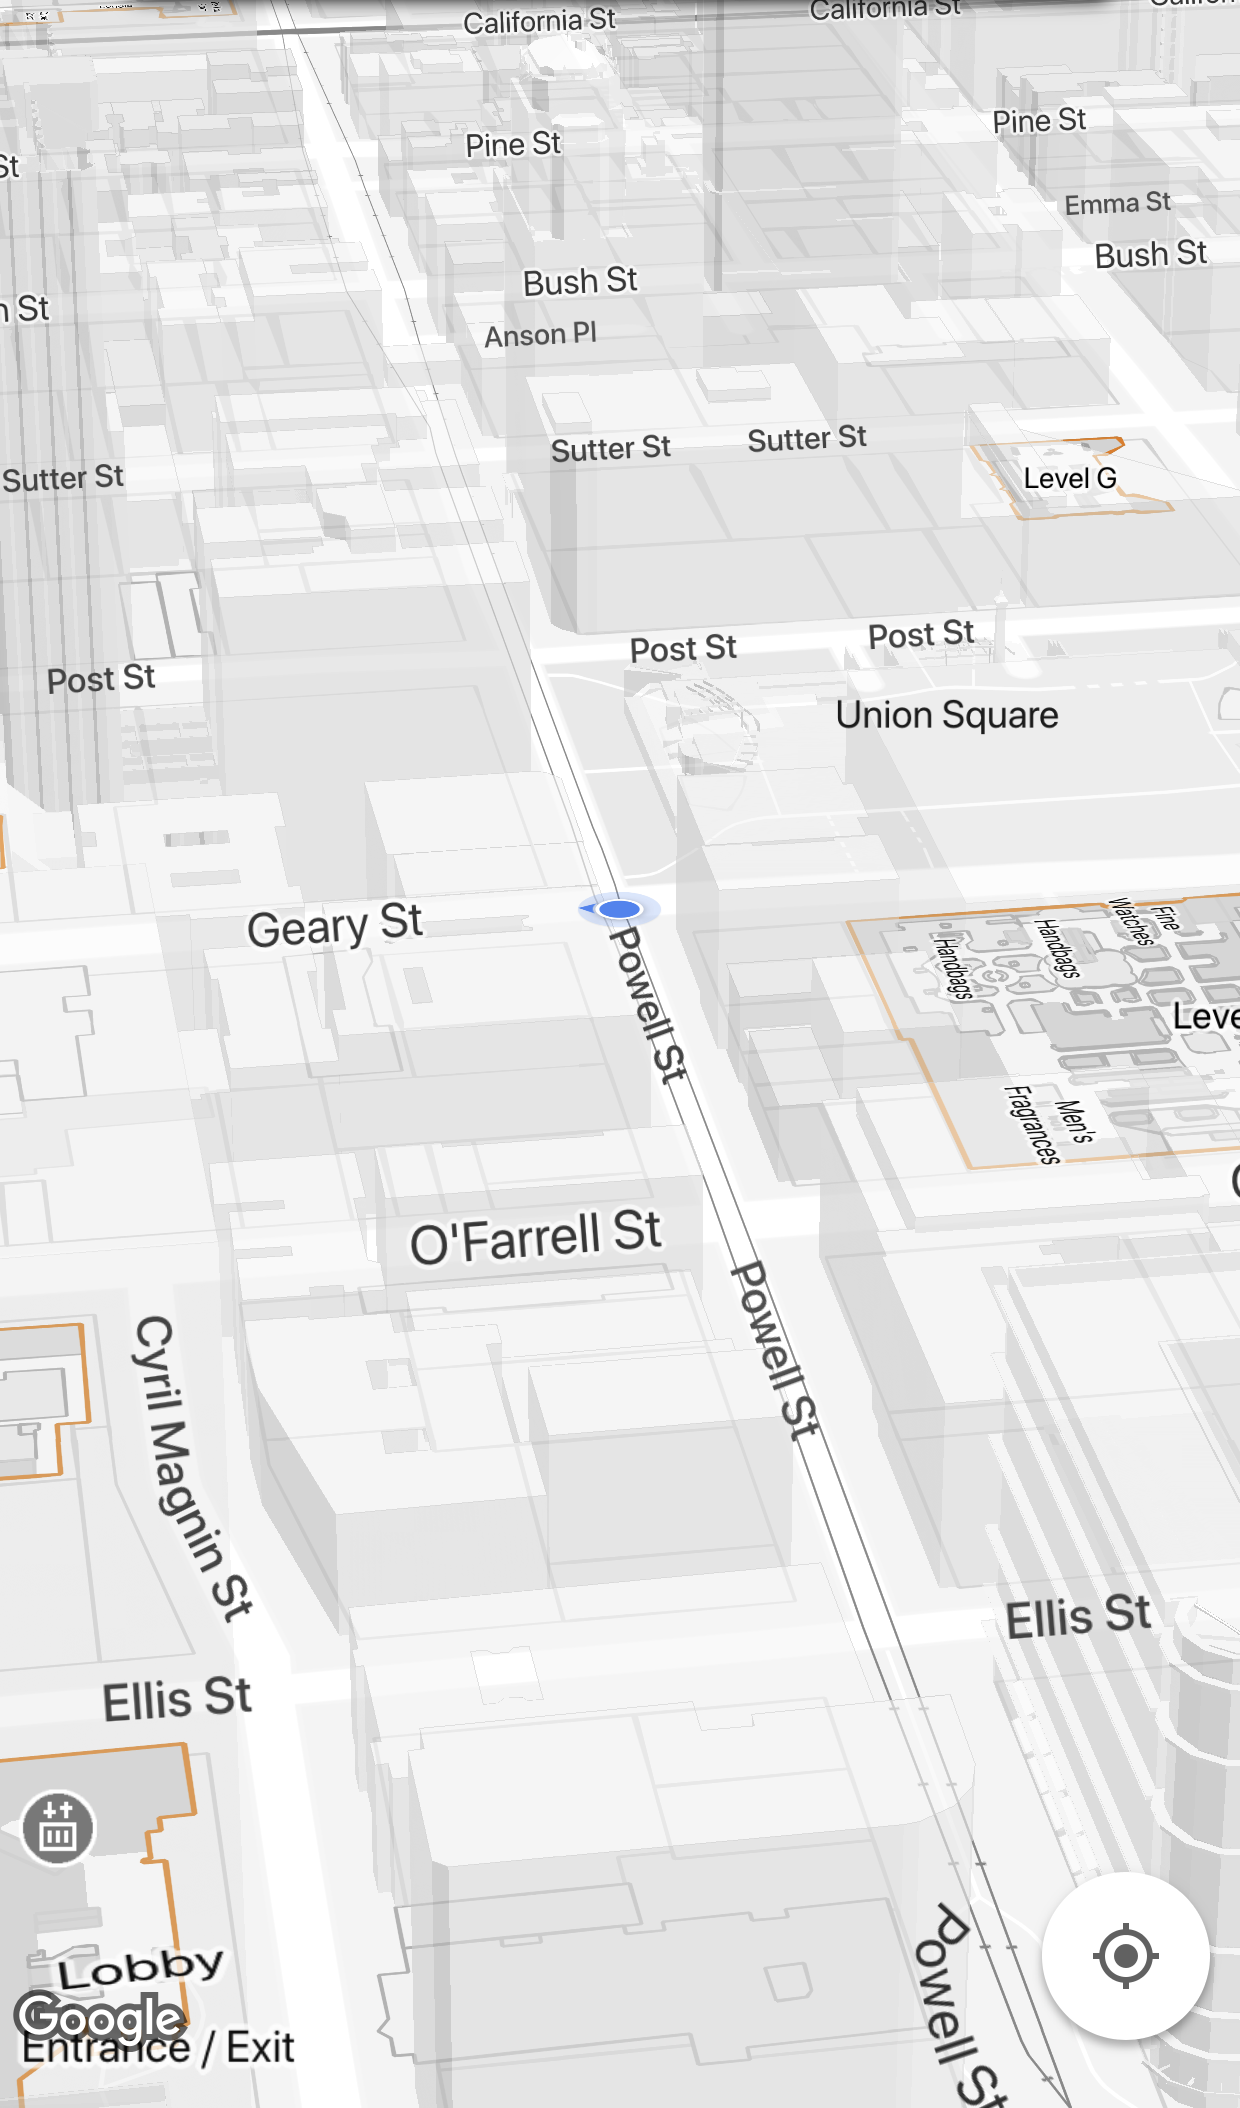 California St
California St
Pine St
Pine St
St
Emma St
Bush St
Bush St
n St
Anson Pl
Sutter St
Sutter St
Sutter St
Level G
Post St
Post St
Post St
Union Square
Geary St
Fine
Watches
Handbags
Handbags
Powell St
Leve
Men's
Fragrances
O'Farrell St
Powell St
Cyril Magnin St
Ellis St
Ellis St
Powell St
Lobby
Google
Entrance / Exit